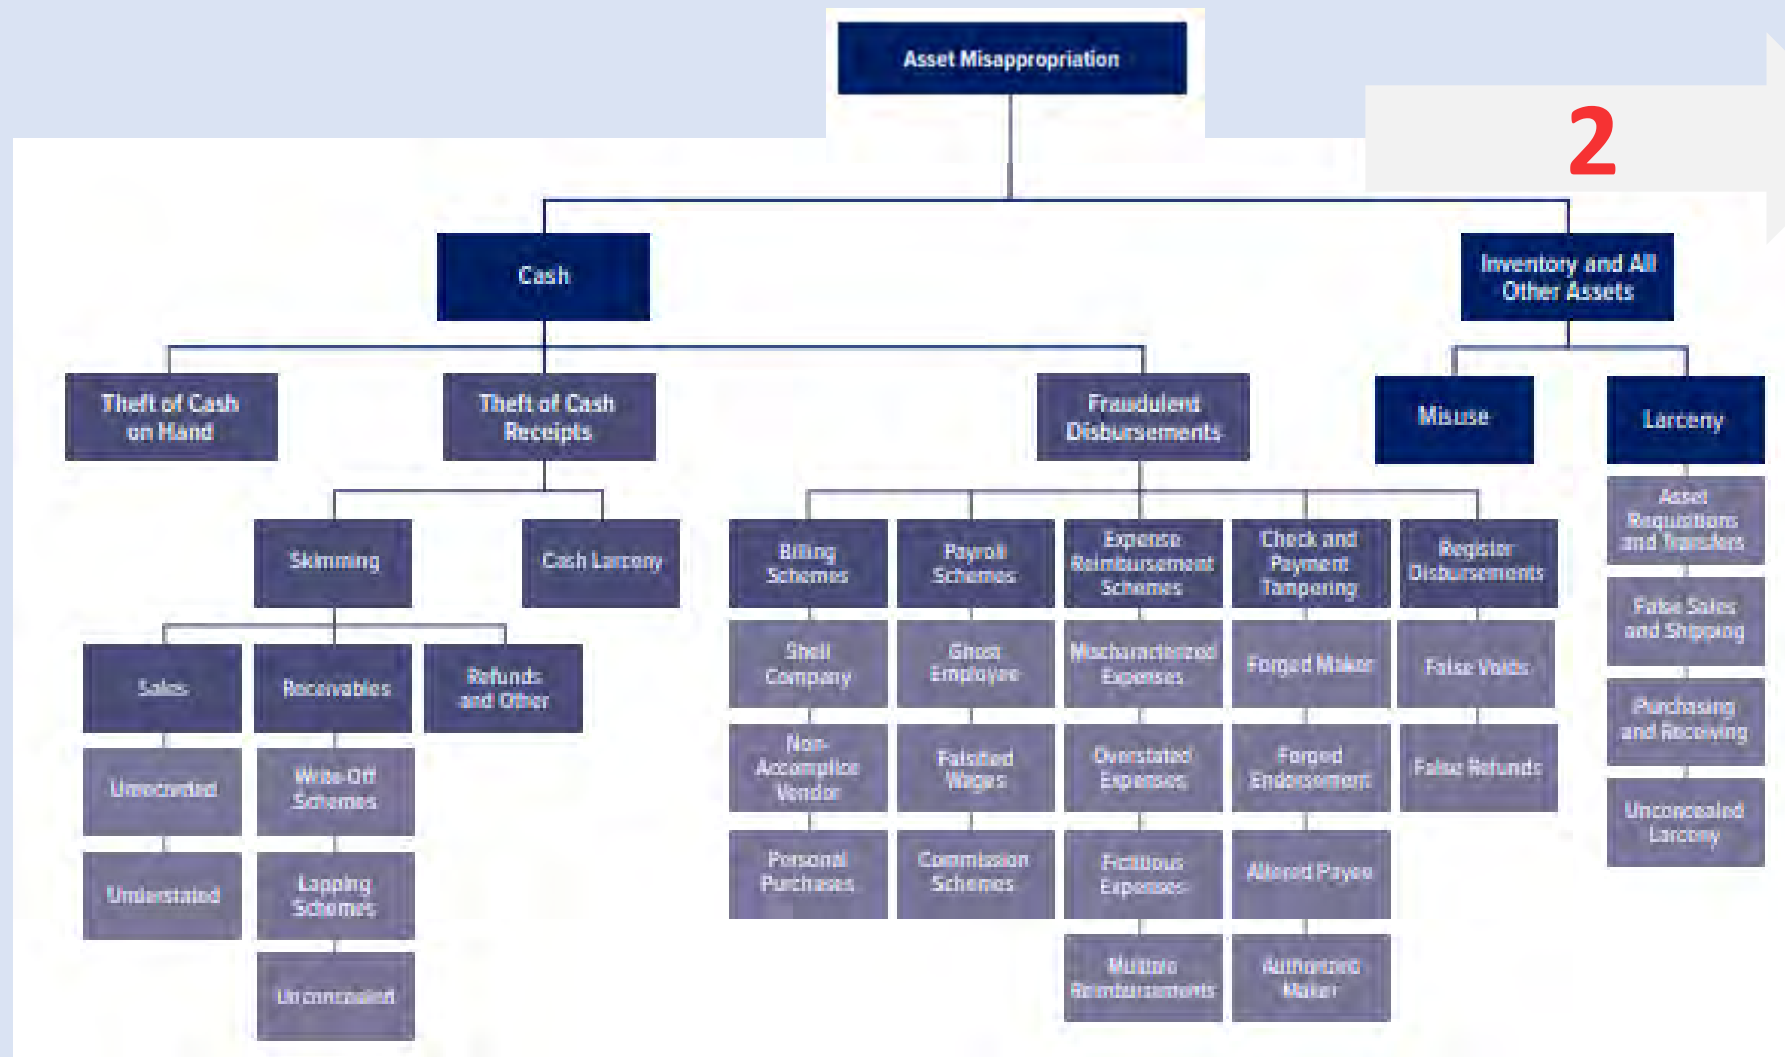 Asset Misappropriation
2
Cash
Inventory and All
Other Assets
Theft of Cash
on Hand
Theft of Cash
Receipts
Fraudulent
Disbursements
Misuse
Larceny
Skimming
Cash Larceny
Billing
Schemes
Payroll
Schemes
Expense
Reimbursement
Schemes
Check and
Payment
Tampering
Register
Disbursements
Asset
Requisitions
and Transfers
False Sales
and Shipping
Purchasing
and Receiving
Unconcealed
Larceny
Sales
Receivables
Refunds
and Other
Unrecorded
Understated
Write-Off
Schemes
Lapping
Schemes
Unconcealed
Shell
Company
Non-
Accomplice
Vendor
Personal
Purchases
Ghost
Employee
Falsified
Wages
Commission
Schemes
Mischaracterized
Expenses
Overstated
Expenses
Fictitious
Expenses
Multiple
Reimbursements
Forged Maker
Forged
Endorsement
Altered Payee
Authorized
Maker
False Voids
False Refunds